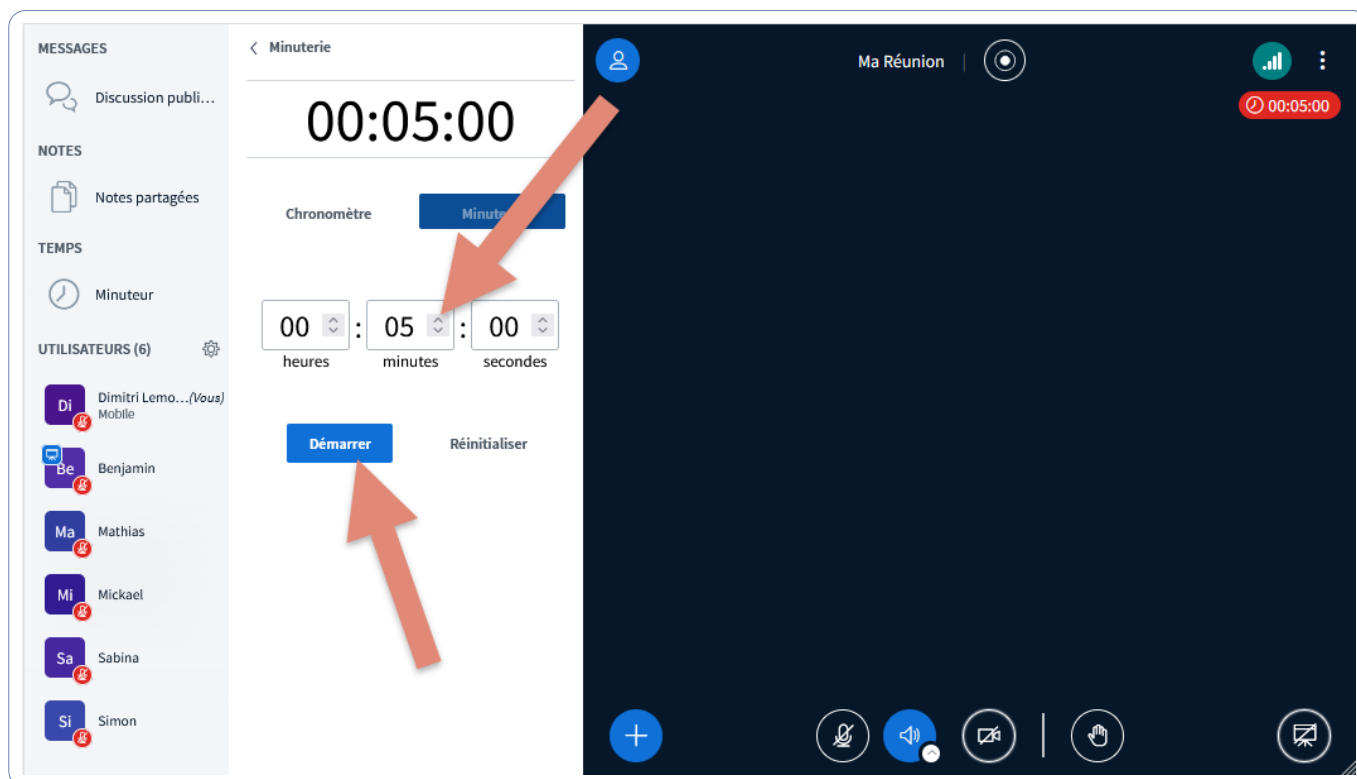 MESSAGES
Discussion publi...
NOTES
Notes partagées
TEMPS
Minuteur
UTILISATEURS (6)
Di
Dimitri Lemo...(Vous)
Mobile
Be
Benjamin
Ma
Mathias
Mi
Mickael
Sa
Sabina
Si
Simon
Minuterie
00:05:00
Chronomètre
00 : 05 : 00
heures minutes secondes
Démarrer Réinitialiser
Ma Réunion
00:05:00